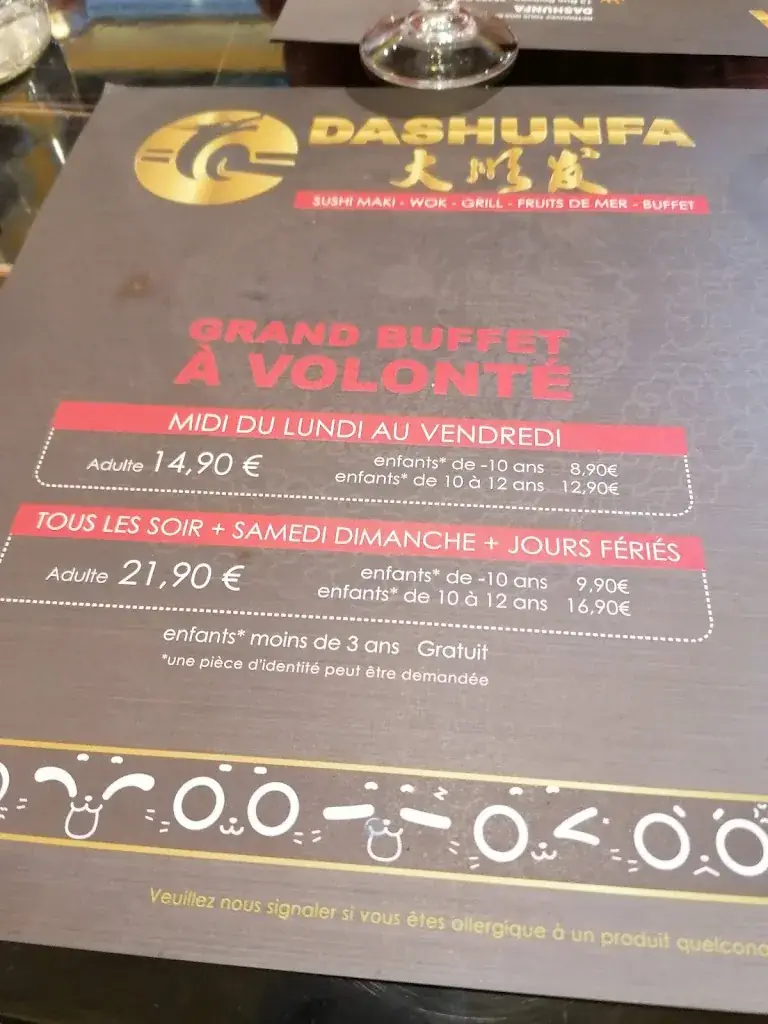 DASHUNFA
DASHUNFA
大顺发
SUSHI MAKI - WOK - GRILL - FRUITS DE MER - BUFFET
GRAND BUFFET
À VOLONTÉ
MIDI DU LUNDI AU VENDREDI
Adulte 14,90 € enfants* de -10 ans 8,90€
enfants* de 10 à 12 ans 12,90€
TOUS LES SOIR + SAMEDI DIMANCHE + JOURS FÉRIÉS
Adulte 21,90 € enfants* de -10 ans 9,90€
enfants* de 10 à 12 ans 16,90€
enfants* moins de 3 ans Gratuit
*une pièce d'identité peut être demandée
Veuillez nous signaler si vous êtes allergique à un produit